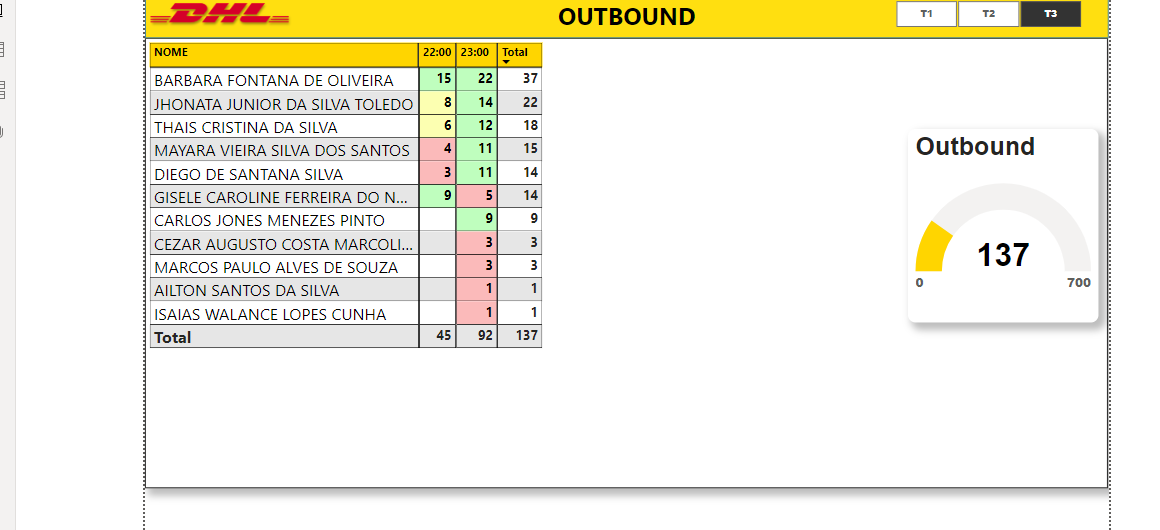 DHL
OUTBOUND
T1 T2 T3
NOME 22:00 23:00 Total
BARBARA FONTANA DE OLIVEIRA 15 22 37
JHONATA JUNIOR DA SILVA TOLEDO 8 14 22
THAIS CRISTINA DA SILVA 6 12 18
MAYARA VIEIRA SILVA DOS SANTOS 4 11 15
DIEGO DE SANTANA SILVA 3 11 14
GISELE CAROLINE FERREIRA DO N... 9 5 14
CARLOS JONES MENEZES PINTO 9 9
CEZAR AUGUSTO COSTA MARCOLI... 3 3
MARCOS PAULO ALVES DE SOUZA 3 3
AILTON SANTOS DA SILVA 1 1
ISAIAS WALANCE LOPES CUNHA 1 1
Total 45 92 137
Outbound
137
0 700